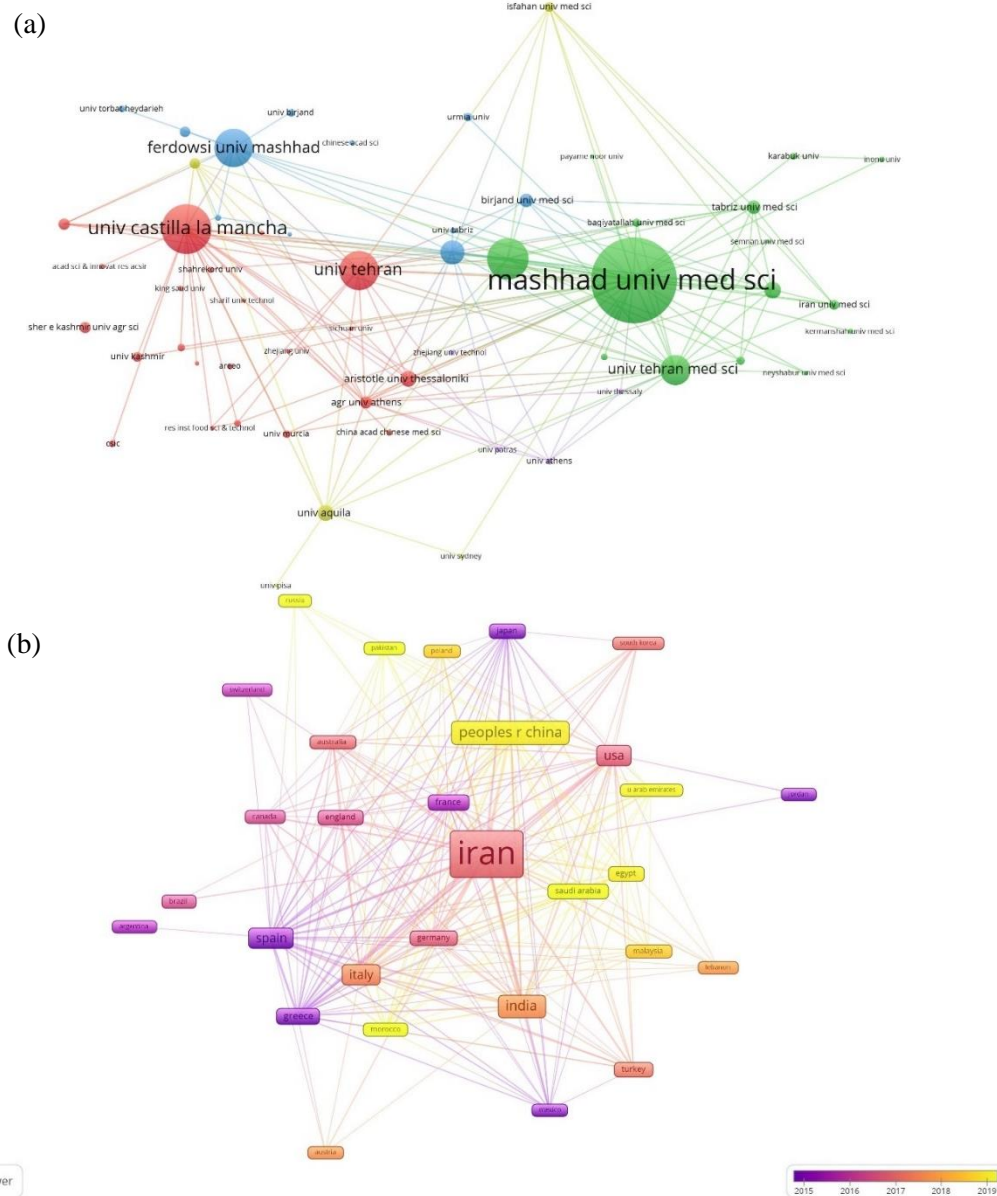 (a)
isfahan univ med sci
univ torbat heydarieh
univ birjand
urmia univ
ferdowsi univ mashhad
chinese acad sci
payame noor univ
karabuk univ
inonu univ
birjand univ med sci
tabriz univ med sci
baqiyatallah univ med sci
univ castilla la mancha
univ tabriz
semnan univ med sci
acad sci & innovat res acsir
shahrekord univ
univ tehran
mashhad univ med sci
king saud univ
sharif univ technol
iran univ med sci
sher e kashmir univ agr sci
sichuan univ
kermanshah univ med sci
univ kashmir
zhejiang univ
zhejiang univ technol
areeo
aristotle univ thessaloniki
univ tehran med sci
neyshabur univ med sci
agr univ athens
univ thessaly
res inst food sci & technol
univ murcia
china acad chinese med sci
csic
univ patras
univ athens
univ aquila
univ sydney
univ pisa
(b)
russia
japan
pakistan
poland
south korea
switzerland
peoples r china
australia
usa
u arab emirates
france
jordan
canada
england
iran
egypt
saudi arabia
brazil
argentina
spain
germany
malaysia
italy
lebanon
india
greece
morocco
turkey
mexico
austria
2015 2016 2017 2018 2019